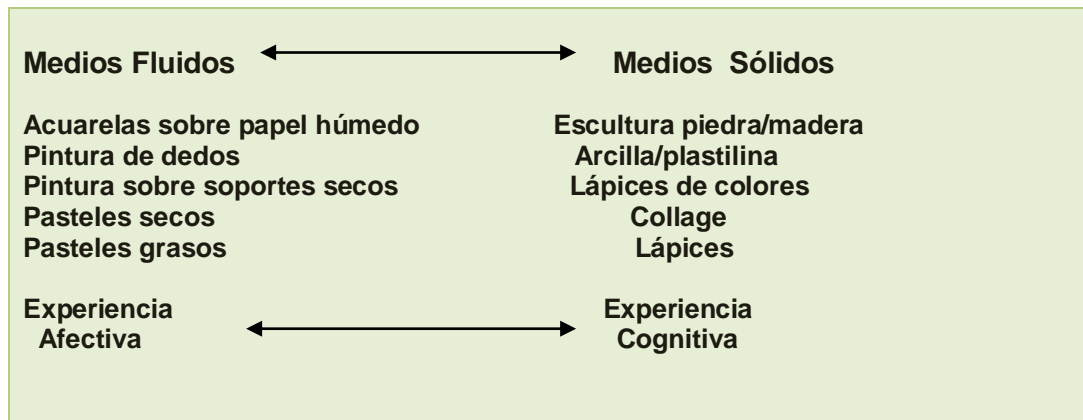 Medios Fluidos Medios Sólidos
Acuarelas sobre papel húmedo Escultura piedra/madera
Pintura de dedos Arcilla/plastilina
Pintura sobre soportes secos Lápices de colores
Pasteles secos Collage
Pasteles grasos Lápices
Experiencia Experiencia
Afectiva Cognitiva